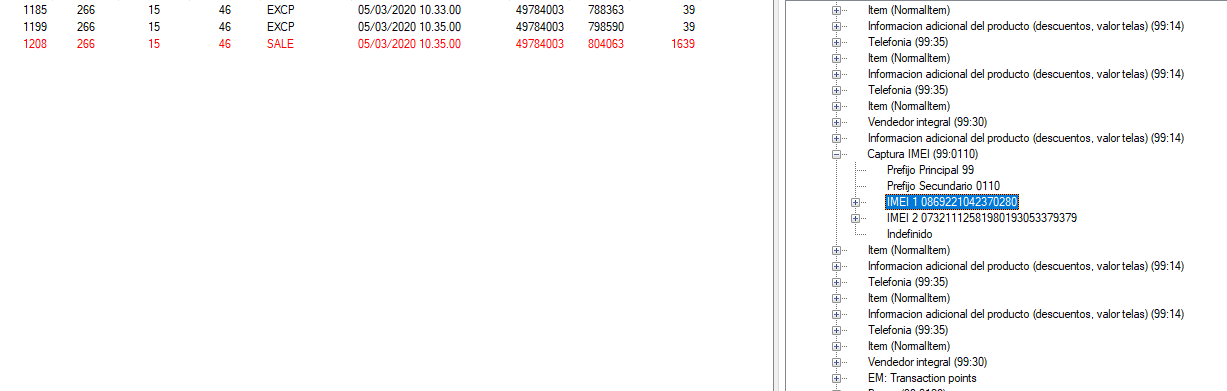 1185 266 15 46 EXCP 05/03/2020 10.33.00 49784003 788363 39
1199 266 15 46 EXCP 05/03/2020 10.35.00 49784003 798590 39
1208 266 15 46 SALE 05/03/2020 10.35.00 49784003 804063 1639
Item (NormalItem)
Informacion adicional del producto (descuentos, valor telas) (99:14)
Telefonia (99:35)
Item (NormalItem)
Informacion adicional del producto (descuentos, valor telas) (99:14)
Telefonia (99:35)
Item (NormalItem)
Vendedor integral (99:30)
Informacion adicional del producto (descuentos, valor telas) (99:14)
Captura IMEI (99:0110)
Prefijo Principal 99
Prefijo Secundario 0110
IMEI 1 0869221042370280
IMEI 2 07321112581980193053379379
Indefinido
Item (NormalItem)
Informacion adicional del producto (descuentos, valor telas) (99:14)
Telefonia (99:35)
Item (NormalItem)
Informacion adicional del producto (descuentos, valor telas) (99:14)
Telefonia (99:35)
Item (NormalItem)
Vendedor integral (99:30)
EM: Transaction points